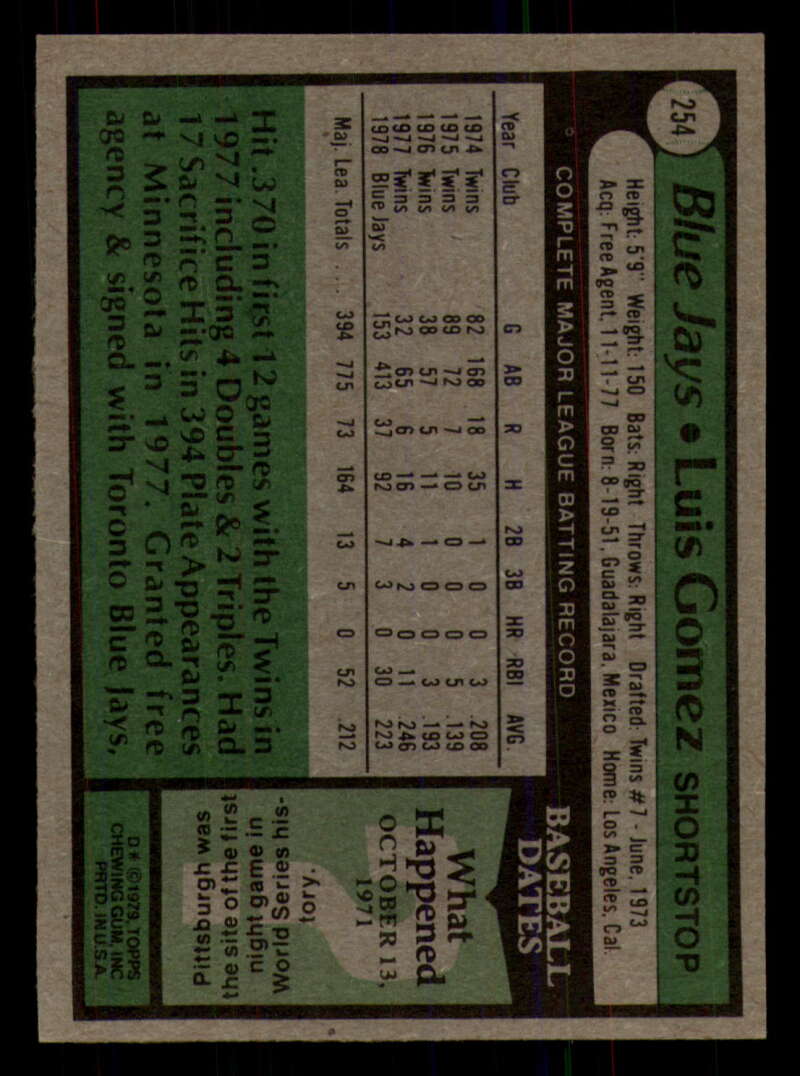 254
Blue Jays • Luis Gomez SHORTSTOP
Height: 5'9" Weight: 150 Bats: Right Throws: Right Drafted: Twins #7 - June, 1973
Acq: Free Agent, 11-11-77 Born: 8-19-51, Guadalajara, Mexico Home: Los Angeles, Cal.
COMPLETE MAJOR LEAGUE BATTING RECORD
Year Club G AB R H 2B 3B HR RBI AVG.
1974 Twins 82 168 18 35 1 0 0 3 .208
1975 Twins 89 72 7 10 0 0 0 5 .139
1976 Twins 38 57 5 11 1 0 0 3 .193
1977 Twins 32 65 6 16 4 2 0 11 .246
1978 Blue Jays 153 413 37 92 7 3 0 30 .223
Maj. Lea. Totals .... 394 775 73 164 13 5 0 52 .212
Hit .370 in first 12 games with the Twins in
1977 including 4 Doubles & 2 Triples. Had
17 Sacrifice Hits in 394 Plate Appearances
at Minnesota in 1977. Granted free
agency & signed with Toronto Blue Jays,
BASEBALL
DATES
What
Happened
OCTOBER 13,
1971
Pittsburgh was
the site of the first
night game in
World Series his-
tory.
D* © 1979, TOPPS
CHEWING GUM, INC
PRTD. IN U.S.A.